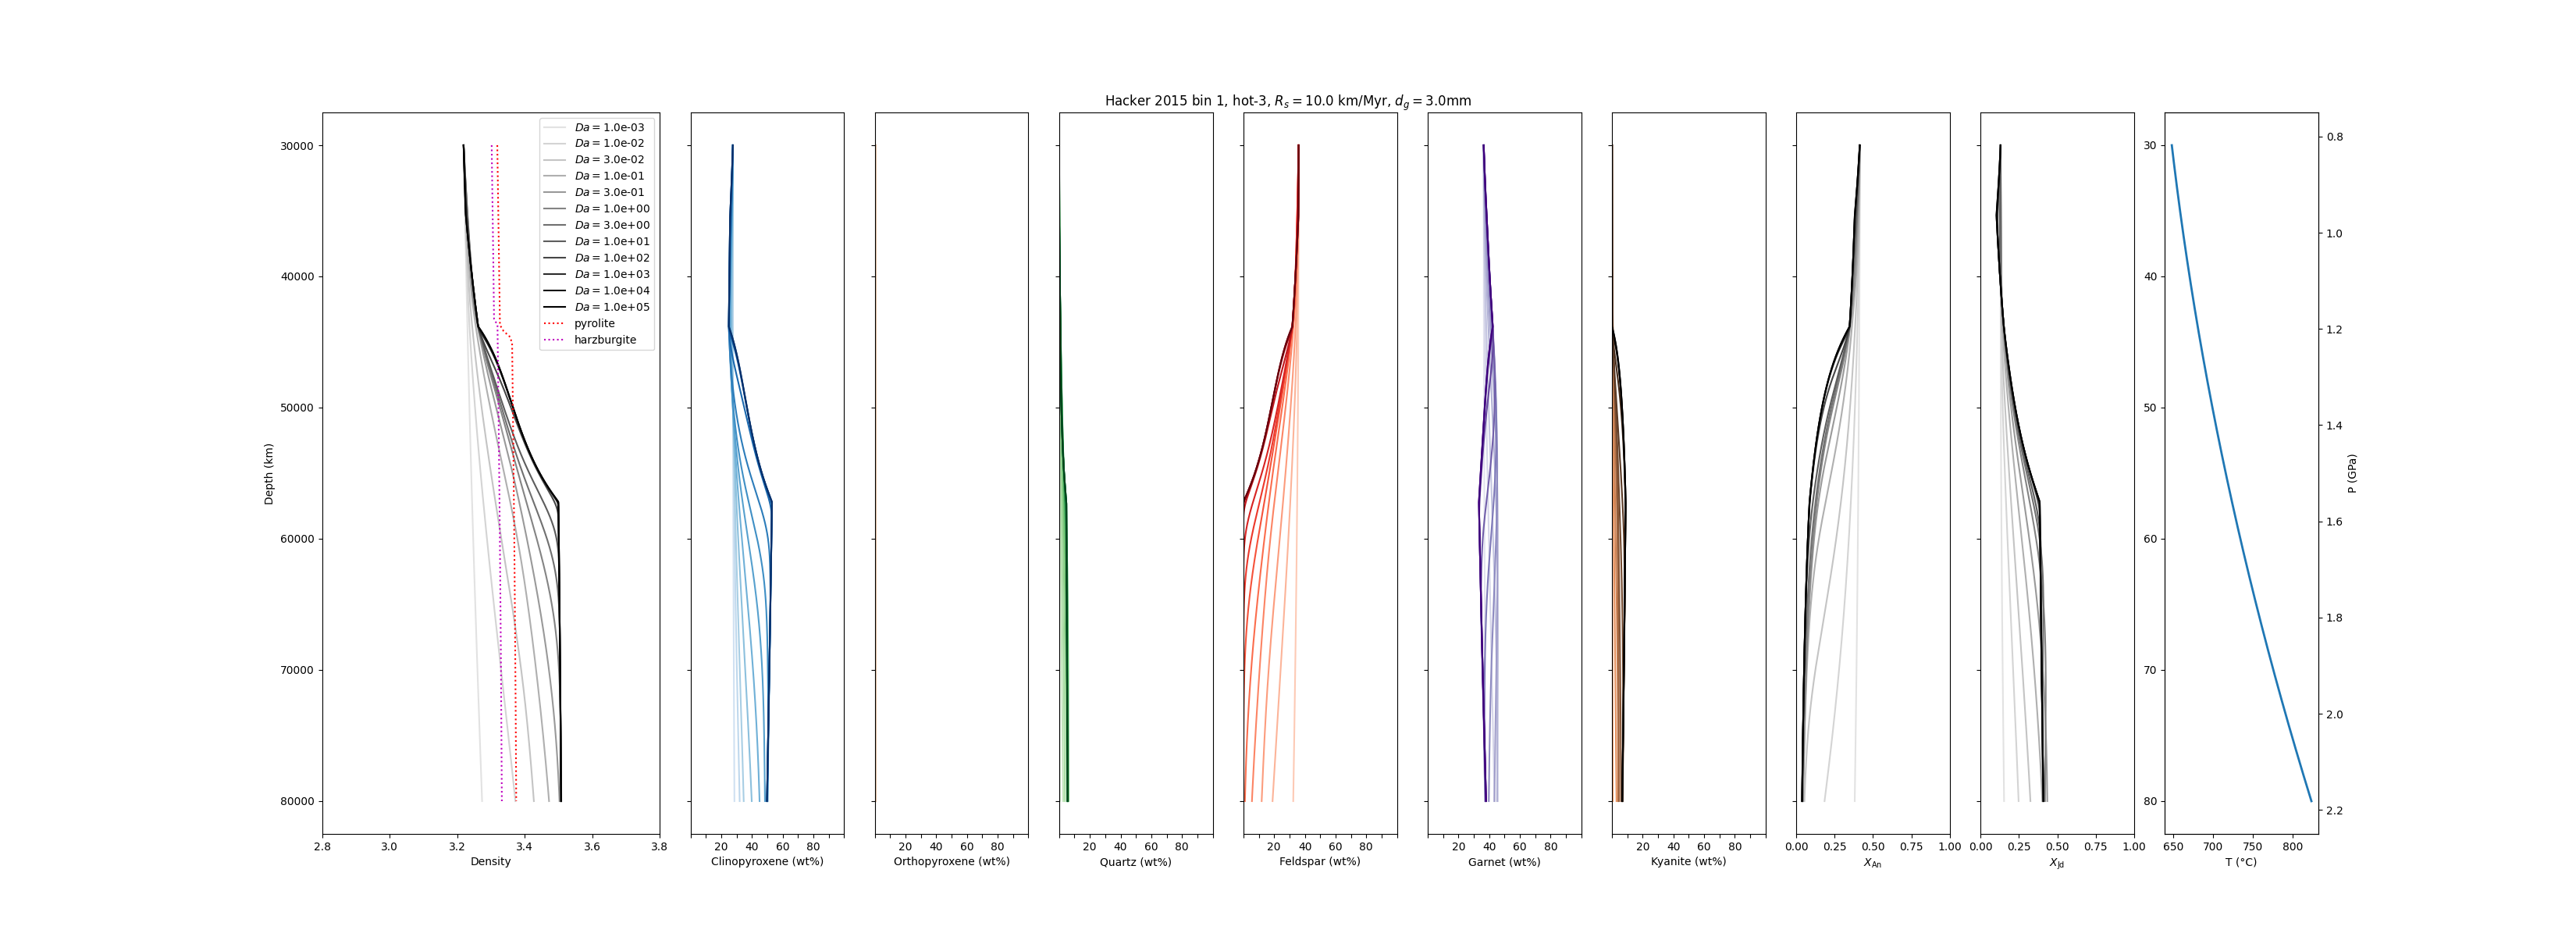 Hacker 2015 bin 1, hot-3, Rs = 10.0 km/Myr, dg = 3.0mm
Da = 1.0e-03
Da = 1.0e-02
Da = 3.0e-02
Da = 1.0e-01
Da = 3.0e-01
Da = 1.0e+00
Da = 3.0e+00
Da = 1.0e+01
Da = 1.0e+02
Da = 1.0e+03
Da = 1.0e+04
Da = 1.0e+05
pyrolite
harzburgite
Depth (km)
30000
40000
50000
60000
70000
80000
2.8 3.0 3.2 3.4 3.6 3.8
Density
20 40 60 80
Clinopyroxene (wt%)
Orthopyroxene (wt%)
20 40 60 80
Quartz (wt%)
20 40 60 80
Feldspar (wt%)
20 40 60 80
Garnet (wt%)
20 40 60 80
Kyanite (wt%)
20 40 60 80
0.00 0.25 0.50 0.75 1.00
XAn
0.00 0.25 0.50 0.75 1.00
XJd
30
40
50
60
70
80
650 700 750 800
T (°C)
0.8
1.0
1.2
1.4
1.6
1.8
2.0
2.2
P (GPa)